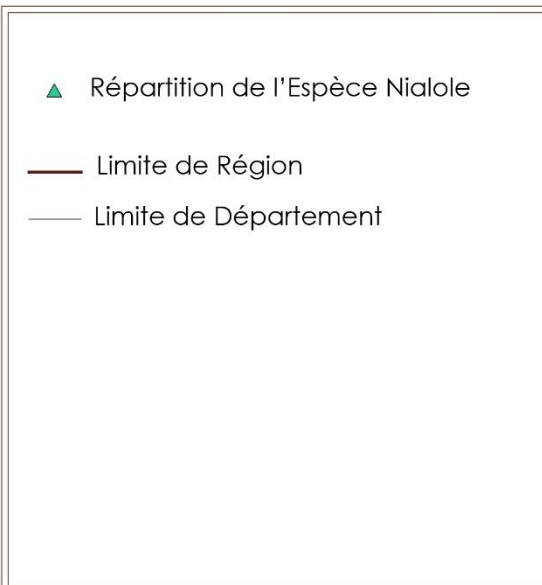 Répartition de l'Espèce Nialole
Limite de Région
Limite de Département